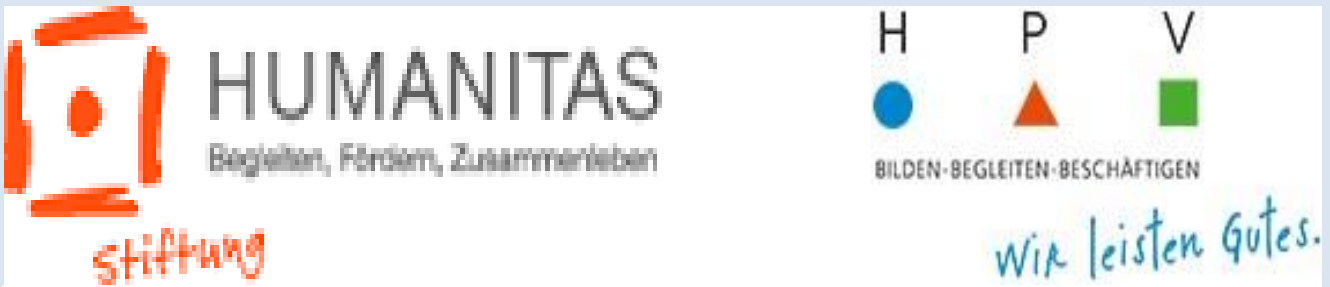 HUMANITAS
Begleiten, Fördern, Zusammenleben
Stiftung
H P V
BILDEN-BEGLEITEN-BESCHÄFTIGEN
Wir leisten Gutes.